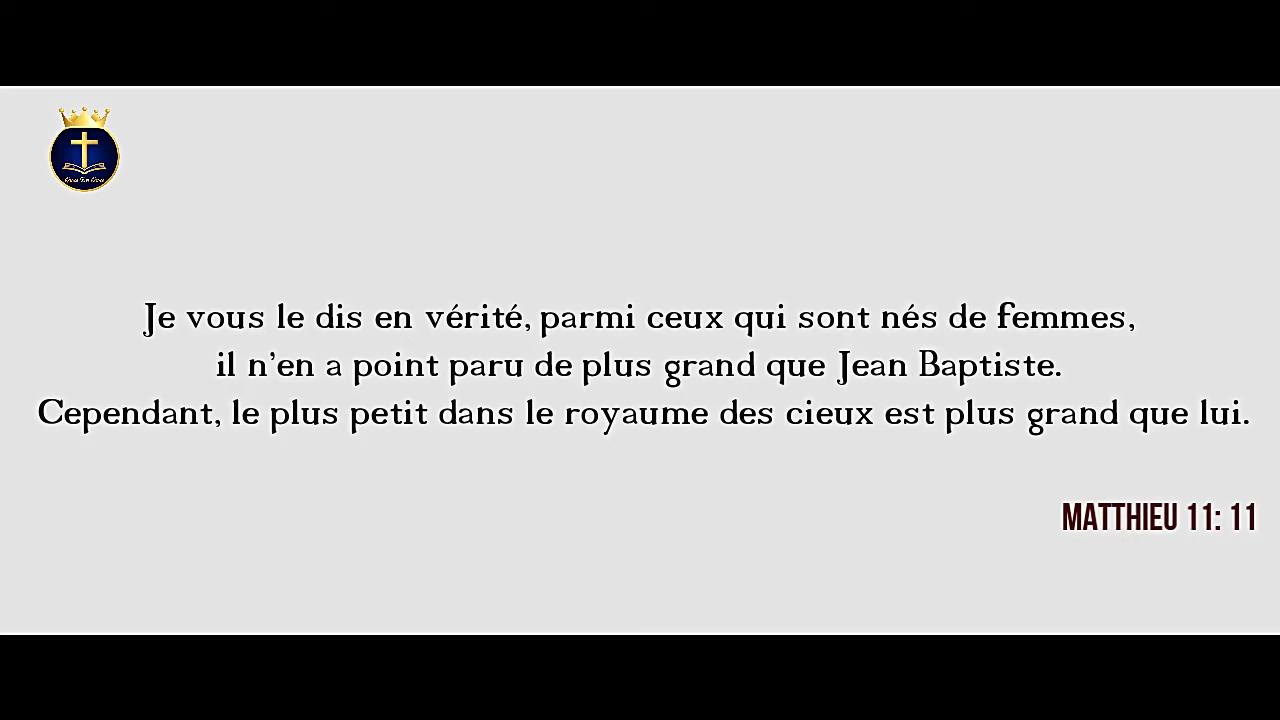 Je vous le dis en vérité, parmi ceux qui sont nés de femmes,
il n'en a point paru de plus grand que Jean Baptiste.
Cependant, le plus petit dans le royaume des cieux est plus grand que lui.
MATTHIEU 11: 11